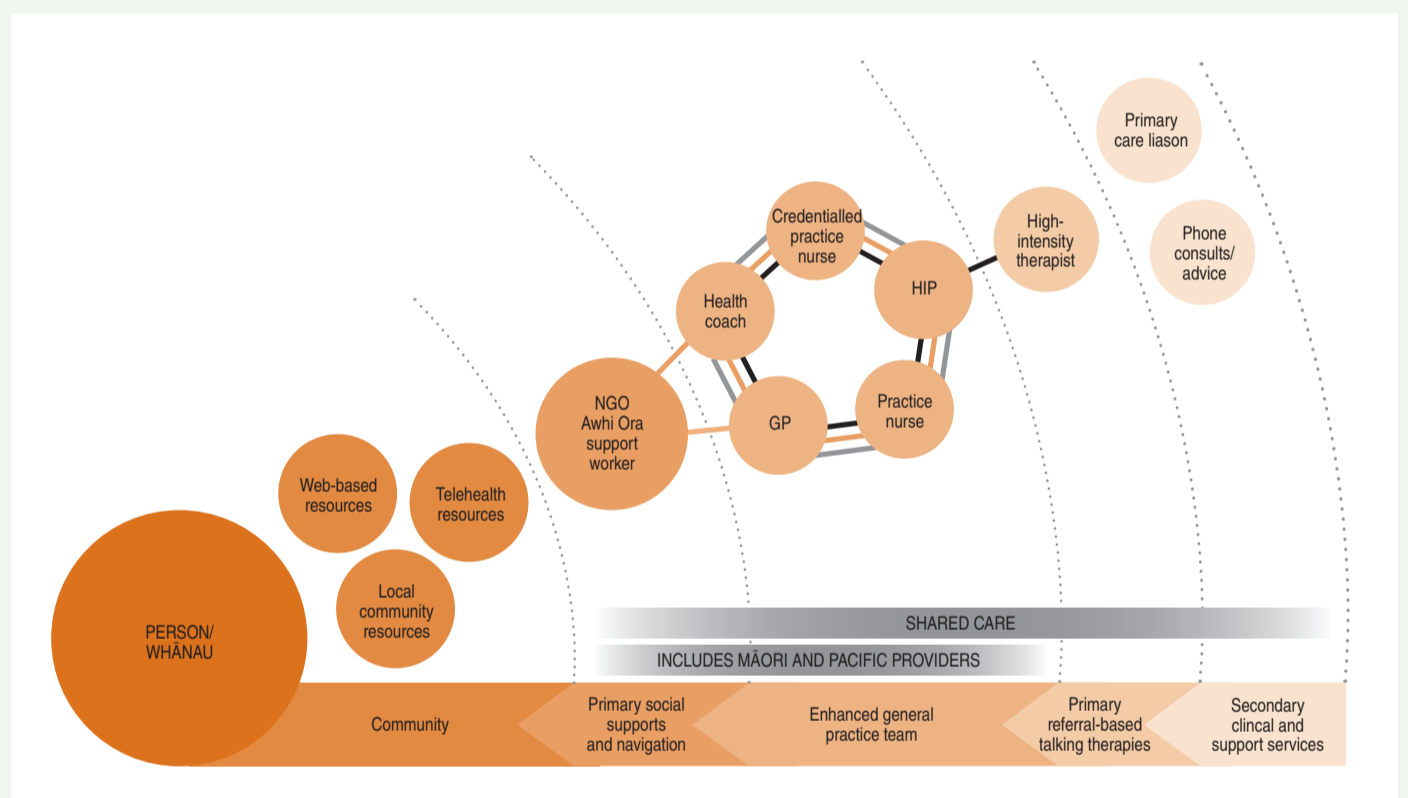 Primary
care liason
Phone
consults/
advice
High-
intensity
therapist
Credentialled
practice
nurse
HIP
Health
coach
GP
Practice
nurse
NGO
Awhi Ora
support
worker
Web-based
resources
Telehealth
resources
Local
community
resources
PERSON/
WHĀNAU
SHARED CARE
INCLUDES MĀORI AND PACIFIC PROVIDERS
Community
Primary social
supports
and navigation
Enhanced general
practice team
Primary
referral-based
talking therapies
Secondary
clincal and
support services